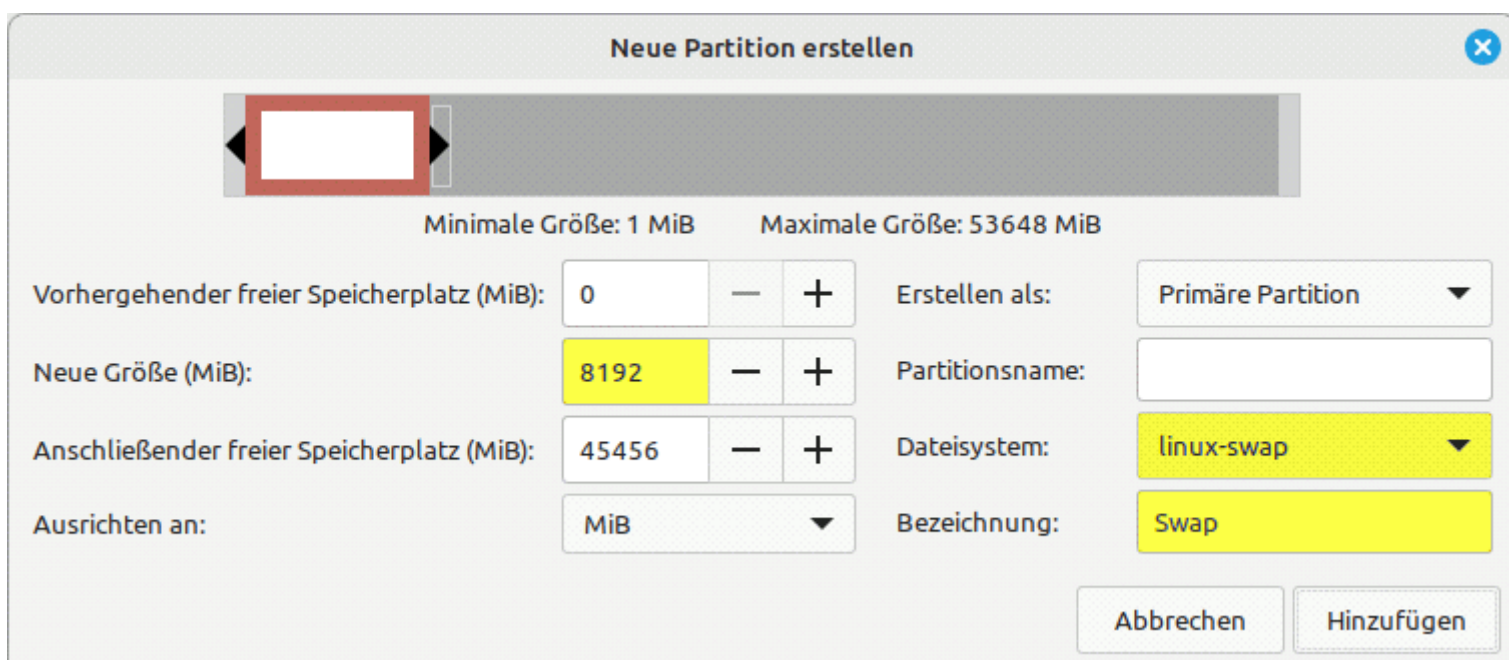 Neue Partition erstellen
Minimale Größe: 1 MiB Maximale Größe: 53648 MiB
Vorhergehender freier Speicherplatz (MiB): 0 − + Erstellen als: Primäre Partition
Neue Größe (MiB): 8192 − + Partitionsname:
Anschließender freier Speicherplatz (MiB): 45456 − + Dateisystem: linux-swap
Ausrichten an: MiB Bezeichnung: Swap
Abbrechen Hinzufügen